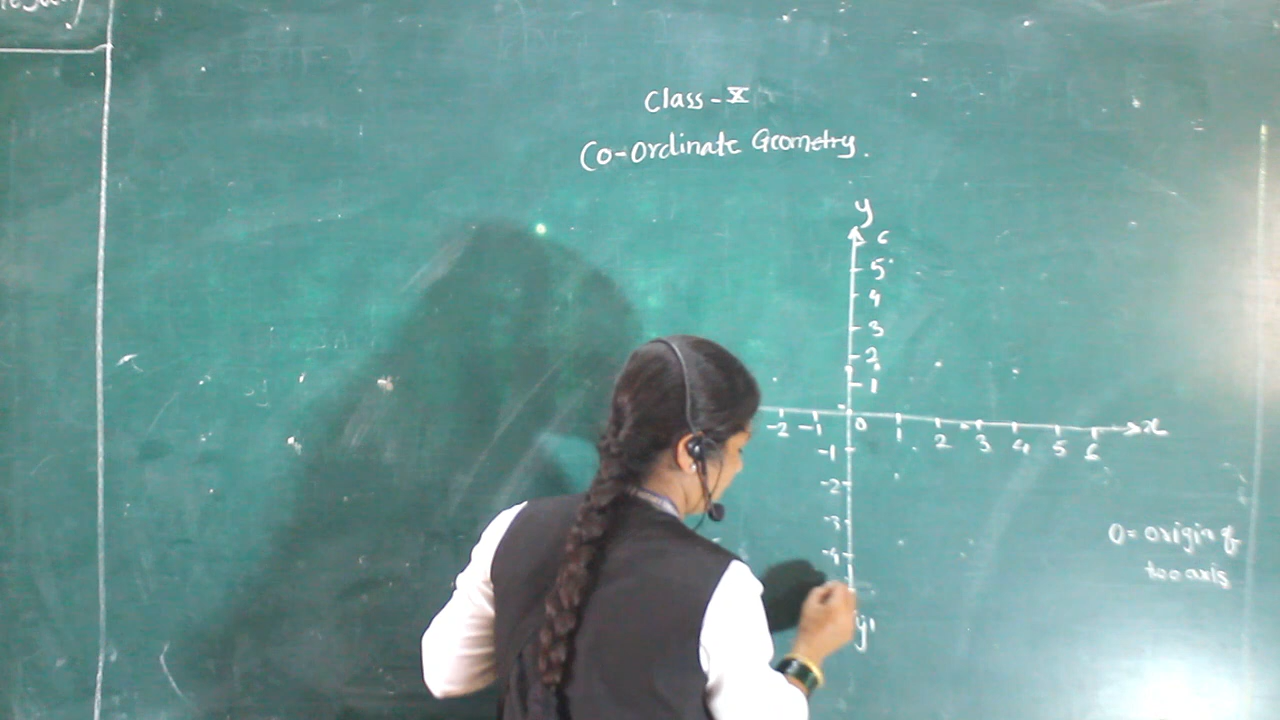 Class - X
Co-ordinate Geometry.
y
6
5
4
3
2
1
-2 -1 0 1 2 3 4 5 6 x
-1
-2
-3
-4
y'
O = origin of
too axis